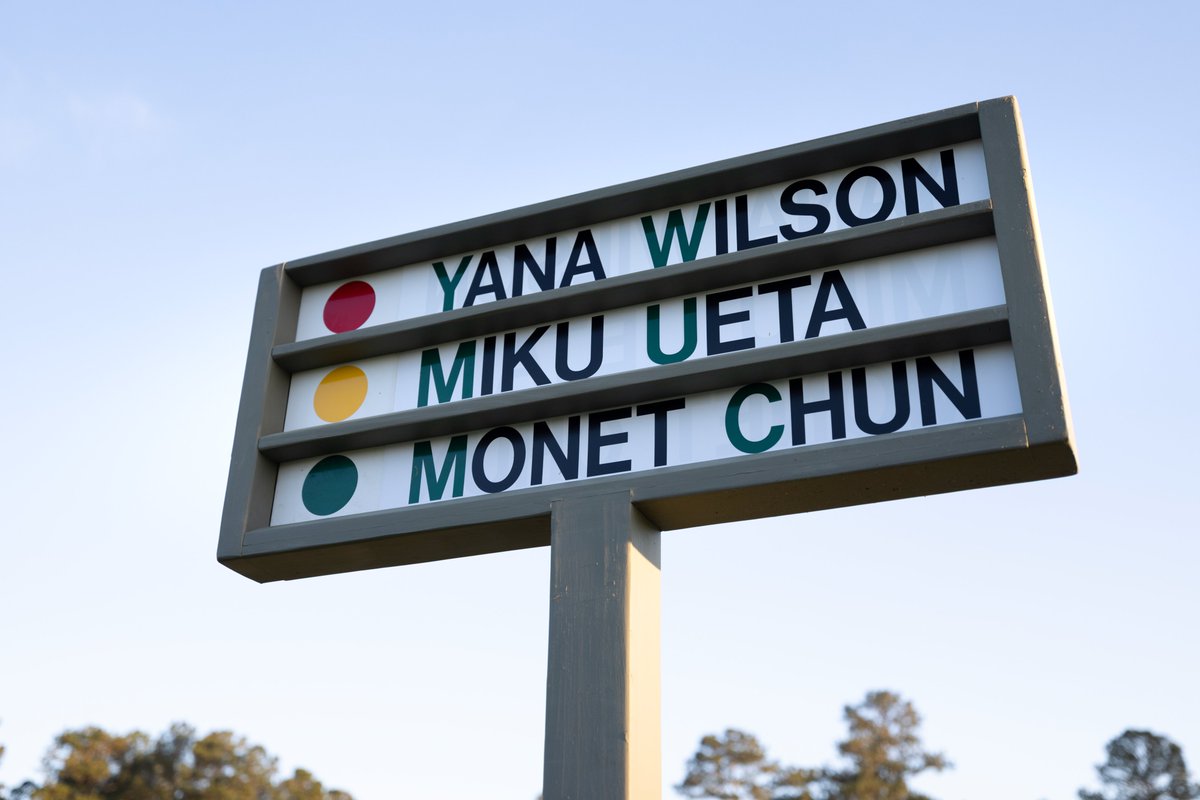 YANA WILSON
MIKU UETA
MONET CHUN